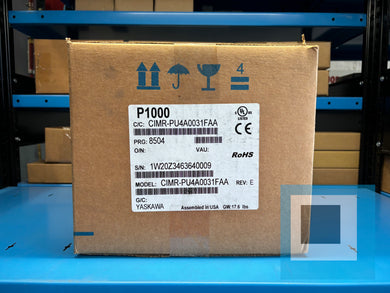 4
P1000
C/C: CIMR-PU4A0031FAA
PRG: 8504
O/N: VAU:
RoHS
S/N: 1W20Z3463640009
MODEL: CIMR-PU4A0031FAA REV: E
G/C:
YASKAWA Assembled in USA GW 17.6 lbs